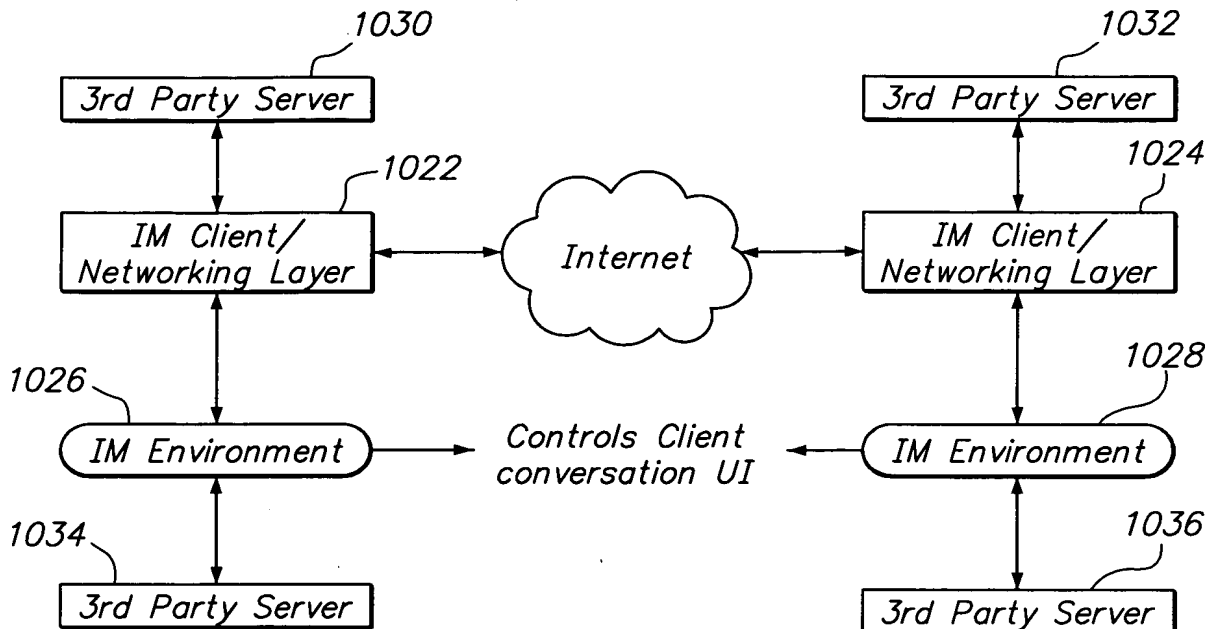 1030
1032
3rd Party Server
3rd Party Server
1022
1024
IM Client/
Networking Layer
Internet
IM Client/
Networking Layer
1026
1028
IM Environment
Controls Client
conversation UI
IM Environment
1034
1036
3rd Party Server
3rd Party Server